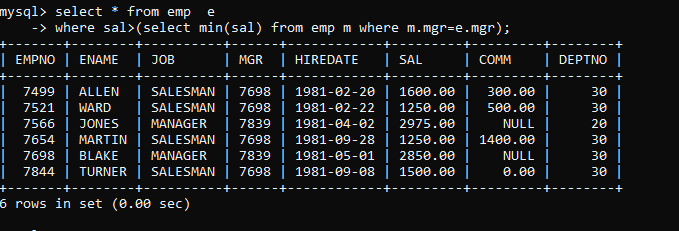 mysql> select * from emp  e
    -> where sal>(select min(sal) from emp m where m.mgr=e.mgr);
+-------+--------+----------+------+------------+---------+---------+--------+
| EMPNO | ENAME  | JOB      | MGR  | HIREDATE   | SAL     | COMM    | DEPTNO |
+-------+--------+----------+------+------------+---------+---------+--------+
|  7499 | ALLEN  | SALESMAN | 7698 | 1981-02-20 | 1600.00 |  300.00 |     30 |
|  7521 | WARD   | SALESMAN | 7698 | 1981-02-22 | 1250.00 |  500.00 |     30 |
|  7566 | JONES  | MANAGER  | 7839 | 1981-04-02 | 2975.00 |    NULL |     20 |
|  7654 | MARTIN | SALESMAN | 7698 | 1981-09-28 | 1250.00 | 1400.00 |     30 |
|  7698 | BLAKE  | MANAGER  | 7839 | 1981-05-01 | 2850.00 |    NULL |     30 |
|  7844 | TURNER | SALESMAN | 7698 | 1981-09-08 | 1500.00 |    0.00 |     30 |
+-------+--------+----------+------+------------+---------+---------+--------+
6 rows in set (0.00 sec)